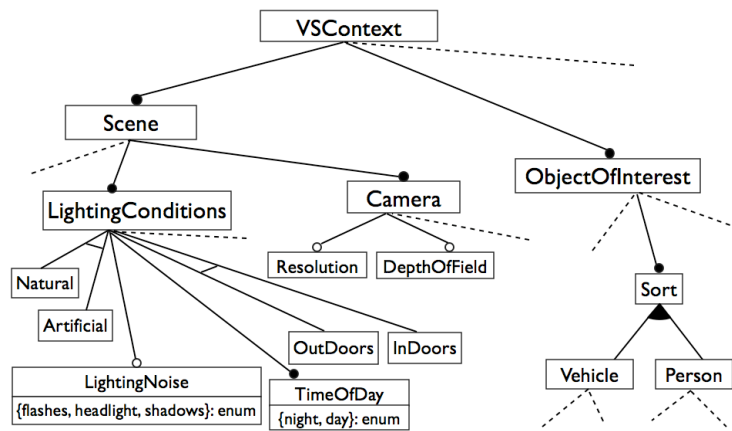 VSContext
Scene
ObjectOfInterest
LightingConditions
Camera
Resolution
DepthOfField
Natural
Artificial
Sort
OutDoors
InDoors
LightingNoise
{flashes, headlight, shadows}: enum
TimeOfDay
{night, day}: enum
Vehicle
Person